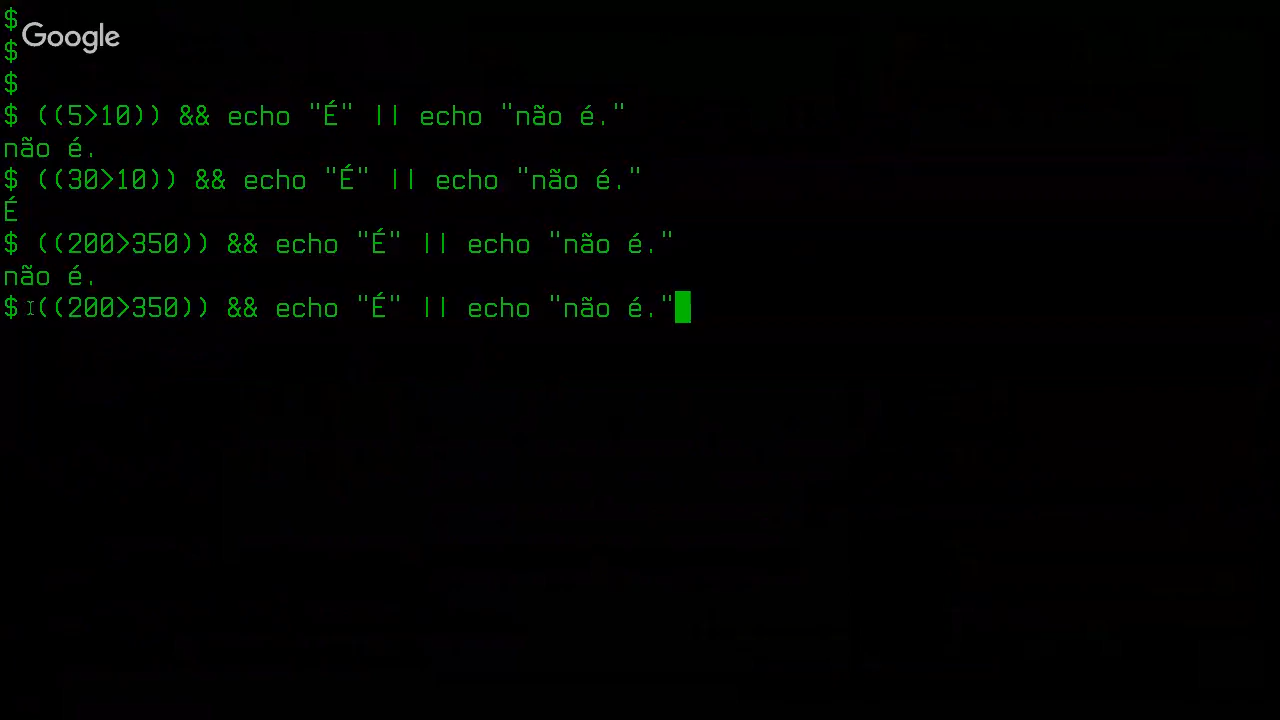 $
Google
$
$
$ ((5>10)) && echo "É" || echo "não é."
não é.
$ ((30>10)) && echo "É" || echo "não é."
É
$ ((200>350)) && echo "É" || echo "não é."
não é.
$ ((200>350)) && echo "É" || echo "não é."